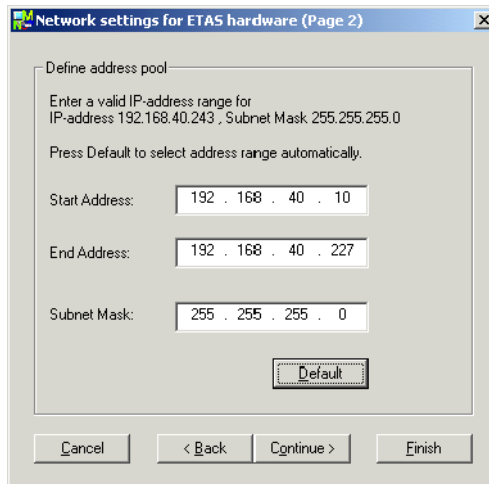 Network settings for ETAS hardware (Page 2)
Define address pool
Enter a valid IP-address range for
IP-address 192.168.40.243 , Subnet Mask 255.255.255.0
Press Default to select address range automatically.
Start Address: 192 . 168 . 40 . 10
End Address: 192 . 168 . 40 . 227
Subnet Mask: 255 . 255 . 255 . 0
Default
Cancel < Back Continue > Finish